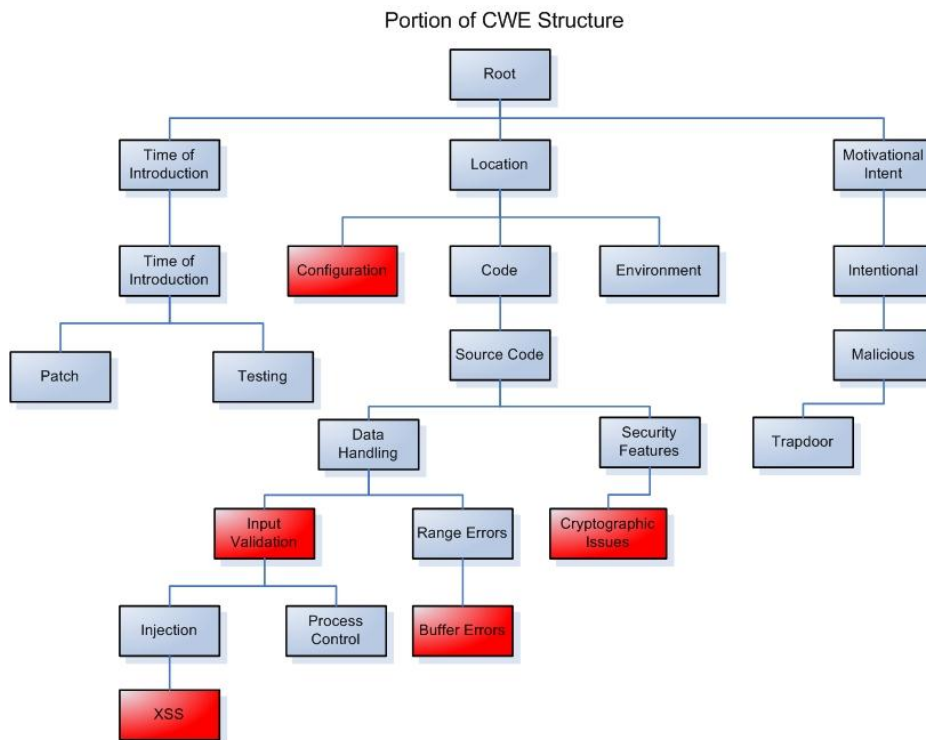 Portion of CWE Structure
Root
Time of
Introduction
Location
Motivational
Intent
Time of
Introduction
Configuration
Code
Environment
Intentional
Patch
Testing
Source Code
Malicious
Data
Handling
Security
Features
Trapdoor
Input
Validation
Range Errors
Cryptographic
Issues
Injection
Process
Control
Buffer Errors
XSS